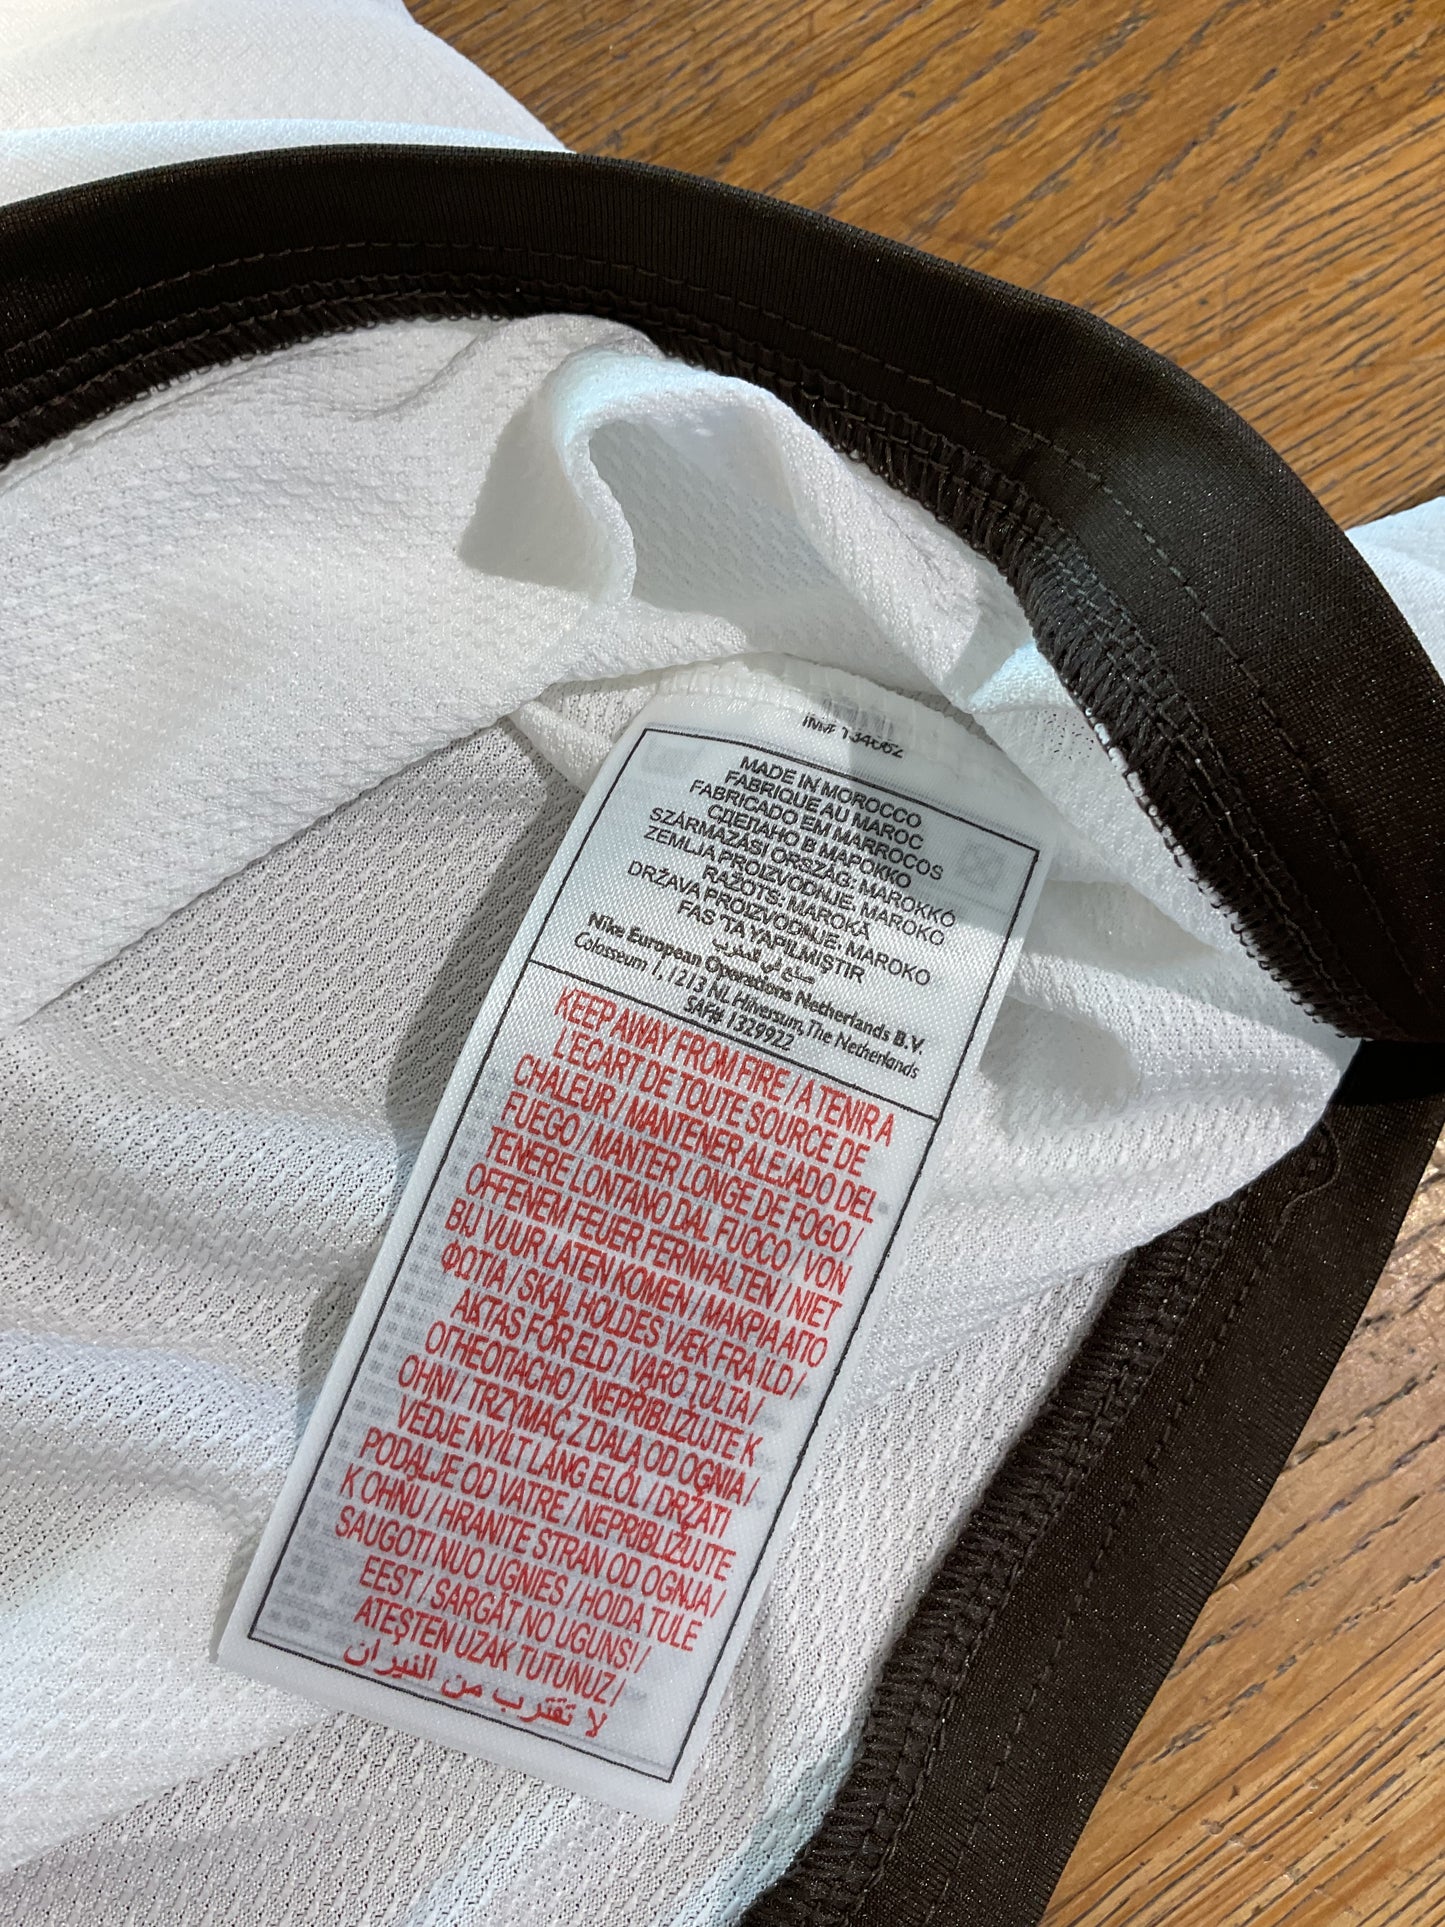 MADE IN MOROCCO
FABRIQUE AU MAROC
FABRICADO EM MARROCOS
СДЕЛАНО В МАРОККО
SZÁRMAZÁSI ORSZÁG: MAROKKÓ
ZEMLJA PROIZVODNJE: MAROKO
RAŽOTS: MAROKĀ
DRŽAVA PROIZVODNJE: MAROKO
FAS 'TA YAPILMIŞTIR
صنع في المغرب
Nike European Operations Netherlands B.V.
Colosseum 1, 1213 NL Hilversum, The Netherlands
SAF# 1329922
KEEP AWAY FROM FIRE / A TENIR A
L'ECART DE TOUTE SOURCE DE
CHALEUR / MANTENER ALEJADO DEL
FUEGO / MANTER LONGE DE FOGO /
TENERE LONTANO DAL FUOCO / VON
OFFENEM FEUER FERNHALTEN / NIET
BIJ VUUR LATEN KOMEN / ΜΑΚΡΙΑ ΑΠΟ
ΦΩΤΙΑ / SKAL HOLDES VÆK FRA ILD /
AKTAS FÖR ELD / VARO TULTA /
ОГНЕОПАСНО / NEPŘIBLIŽUJTE K
OHNI / TRZYMAĆ Z DALA OD OGNIA /
VÉDJE NYÍLT LÁNG ELŐL / DRŽATI
PODALJE OD VATRE / NEPRIBLIŽUJTE
K OHŇU / HRANITE STRAN OD OGNJA /
SAUGOTI NUO UGNIES / HOIDA TULE
EEST / SARGĀT NO UGUNS! /
ATEŞTEN UZAK TUTUNUZ /
لا تقترب من النيران